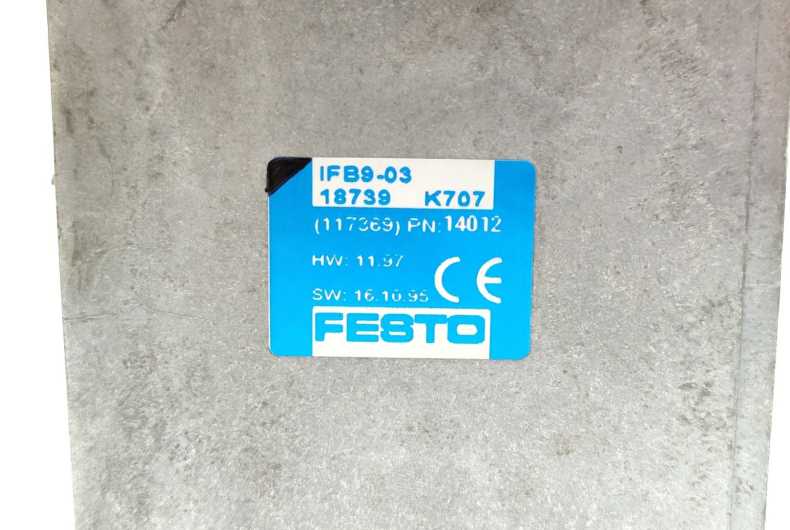 IFB9-03
18739 K707
(117369) PN: 14012
HW: 11.97
SW: 16.10.95
CE
FESTO